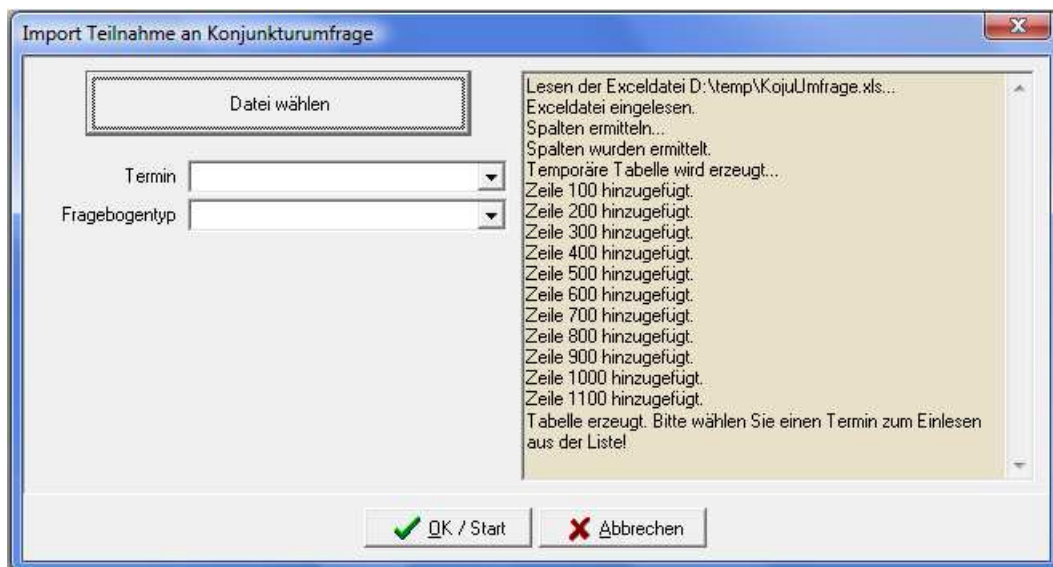 Import Teilnahme an Konjunkturumfrage
Datei wählen
Termin
Fragebogentyp
Lesen der Exceldatei D:\temp\KojuUmfrage.xls...
Exceldatei eingelesen.
Spalten ermitteln...
Spalten wurden ermittelt.
Temporäre Tabelle wird erzeugt...
Zeile 100 hinzugefügt.
Zeile 200 hinzugefügt.
Zeile 300 hinzugefügt.
Zeile 400 hinzugefügt.
Zeile 500 hinzugefügt.
Zeile 600 hinzugefügt.
Zeile 700 hinzugefügt.
Zeile 800 hinzugefügt.
Zeile 900 hinzugefügt.
Zeile 1000 hinzugefügt.
Zeile 1100 hinzugefügt.
Tabelle erzeugt. Bitte wählen Sie einen Termin zum Einlesen
aus der Liste!
OK / Start
Abbrechen